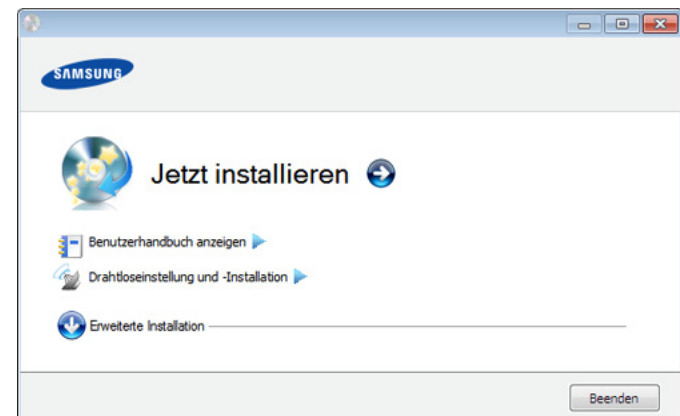 SAMSUNG
Jetzt installieren
Benutzerhandbuch anzeigen
Drahtloseinstellung und -Installation
Erweiterte Installation
Beenden